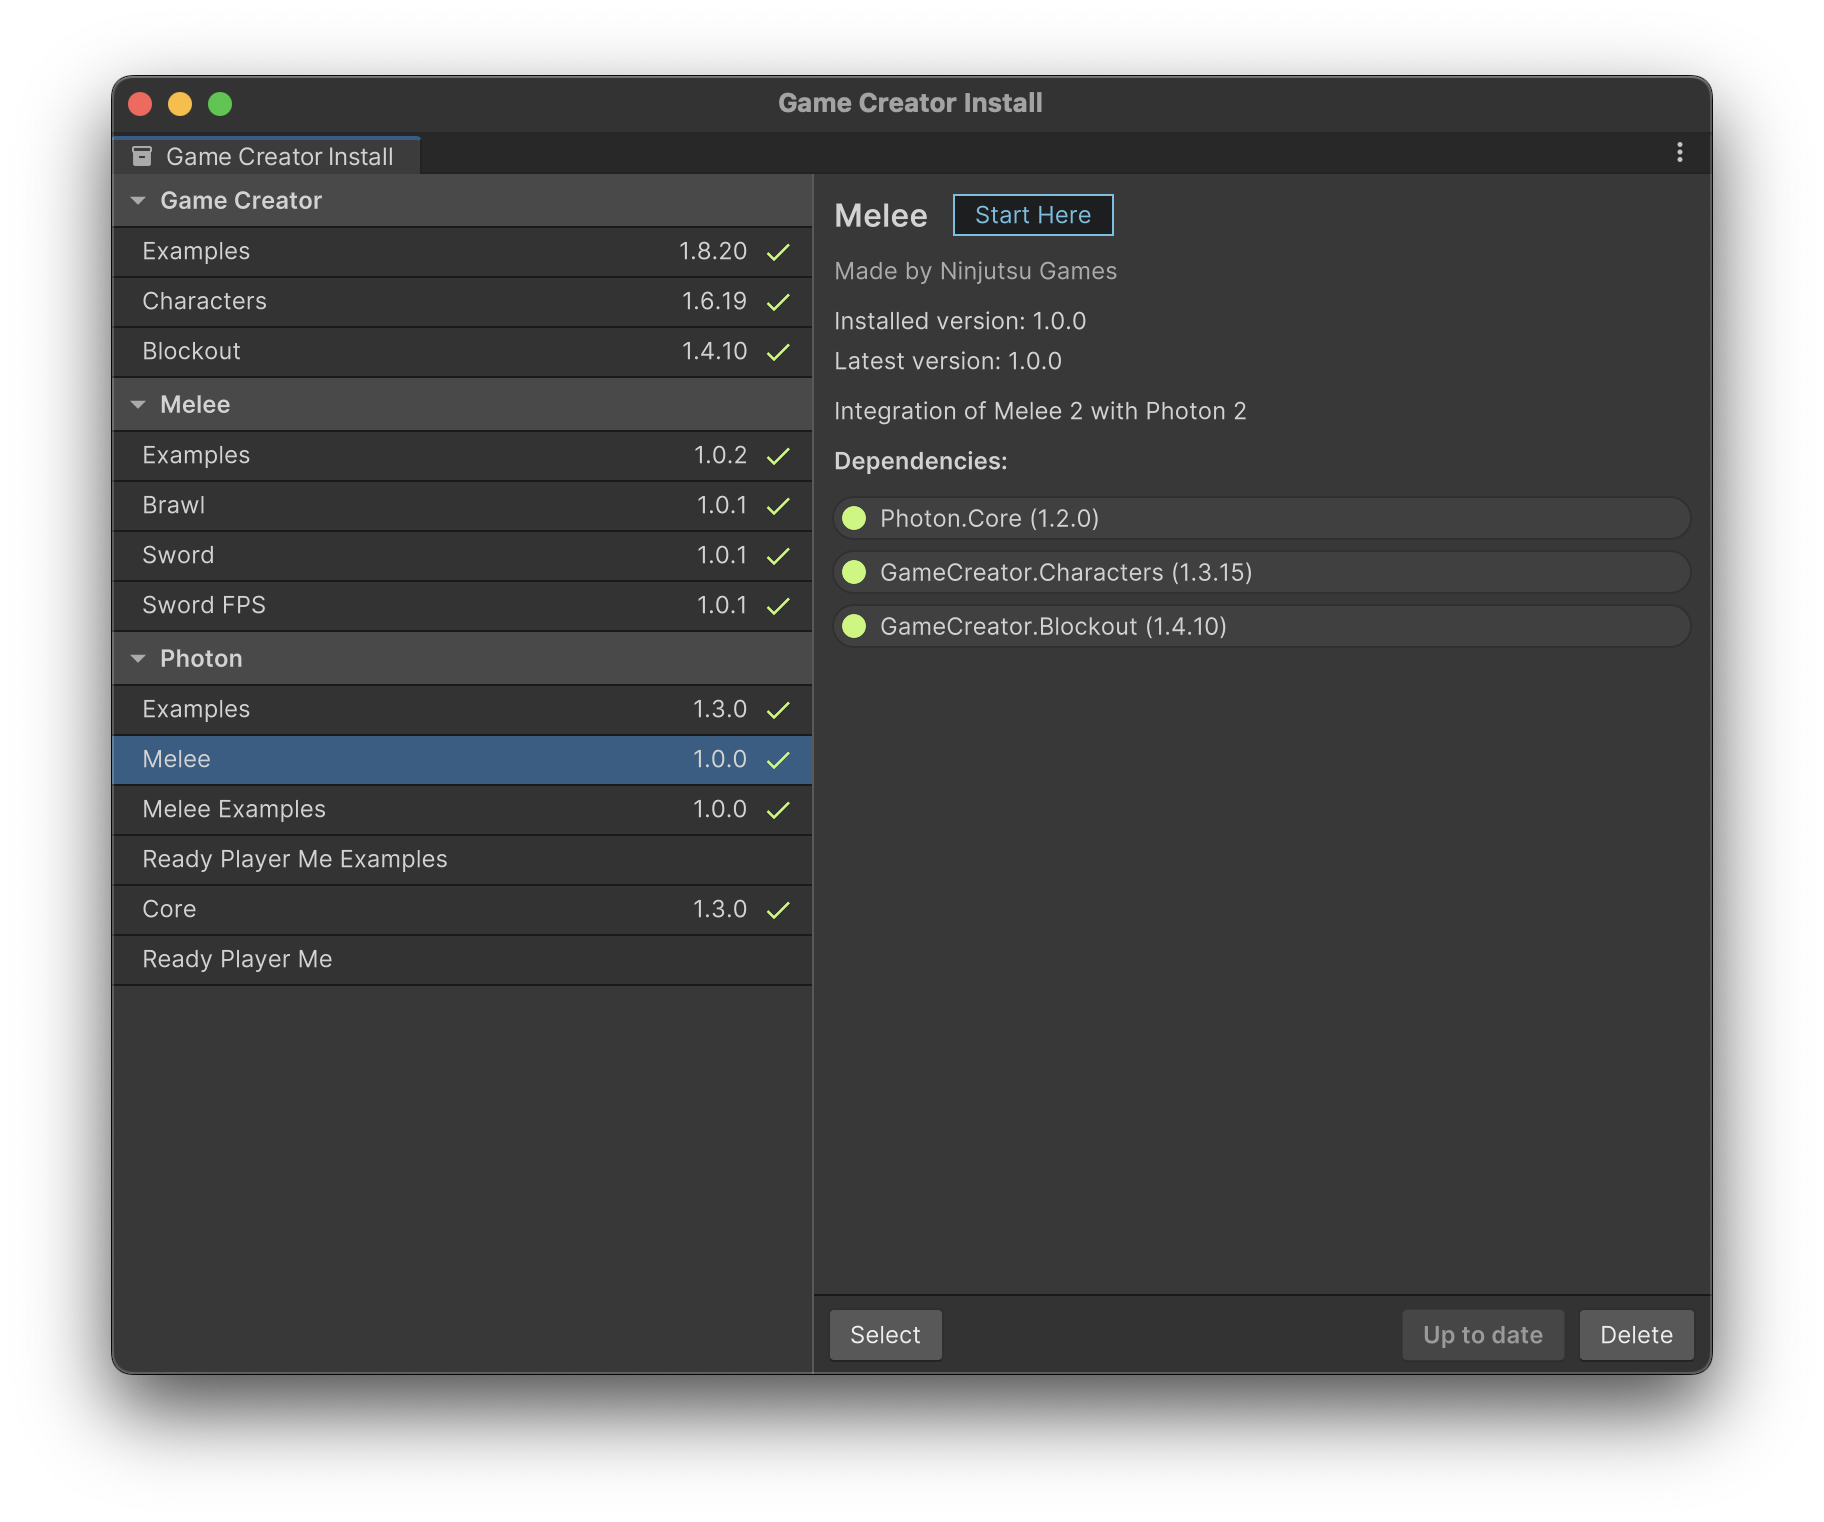 Game Creator Install
Game Creator Install
Game Creator
Examples 1.8.20
Characters 1.6.19
Blockout 1.4.10
Melee
Examples 1.0.2
Brawl 1.0.1
Sword 1.0.1
Sword FPS 1.0.1
Photon
Examples 1.3.0
Melee 1.0.0
Melee Examples 1.0.0
Ready Player Me Examples
Core 1.3.0
Ready Player Me
Melee Start Here
Made by Ninjutsu Games
Installed version: 1.0.0
Latest version: 1.0.0
Integration of Melee 2 with Photon 2
Dependencies:
Photon.Core (1.2.0)
GameCreator.Characters (1.3.15)
GameCreator.Blockout (1.4.10)
Select Up to date Delete